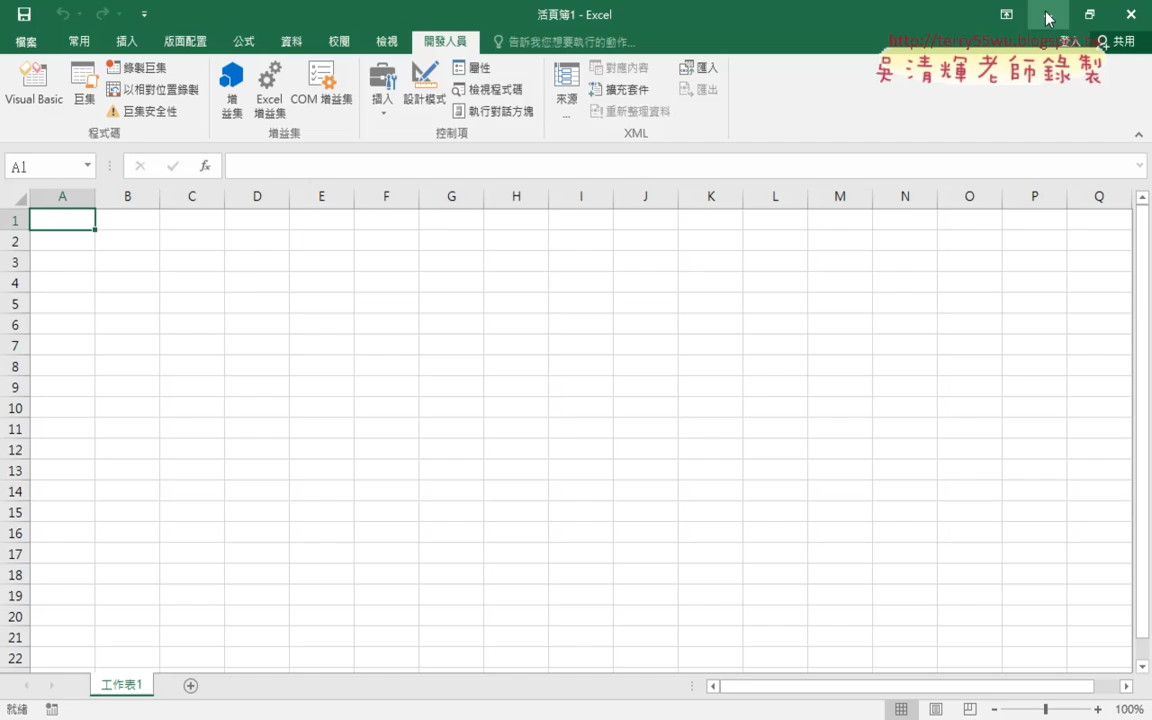 活頁簿1 - Excel
檔案 常用 插入 版面配置 公式 資料 校閱 檢視 開發人員 告訴我您想要執行的動作... 登入 共用
http://terry55wu.blogspot.tw
吳清輝老師錄製
Visual Basic
巨集
錄製巨集
以相對位置錄製
巨集安全性
程式碼
增
益集
Excel
增益集
COM 增益集
增益集
插入
設計模式
屬性
檢視程式碼
執行對話方塊
控制項
來源
...
對應內容
擴充套件
重新整理資料
匯入
匯出
XML
A1
fx
A B C D E F G H I J K L M N O P Q
1
2
3
4
5
6
7
8
9
10
11
12
13
14
15
16
17
18
19
20
21
22
工作表1
就緒
100%